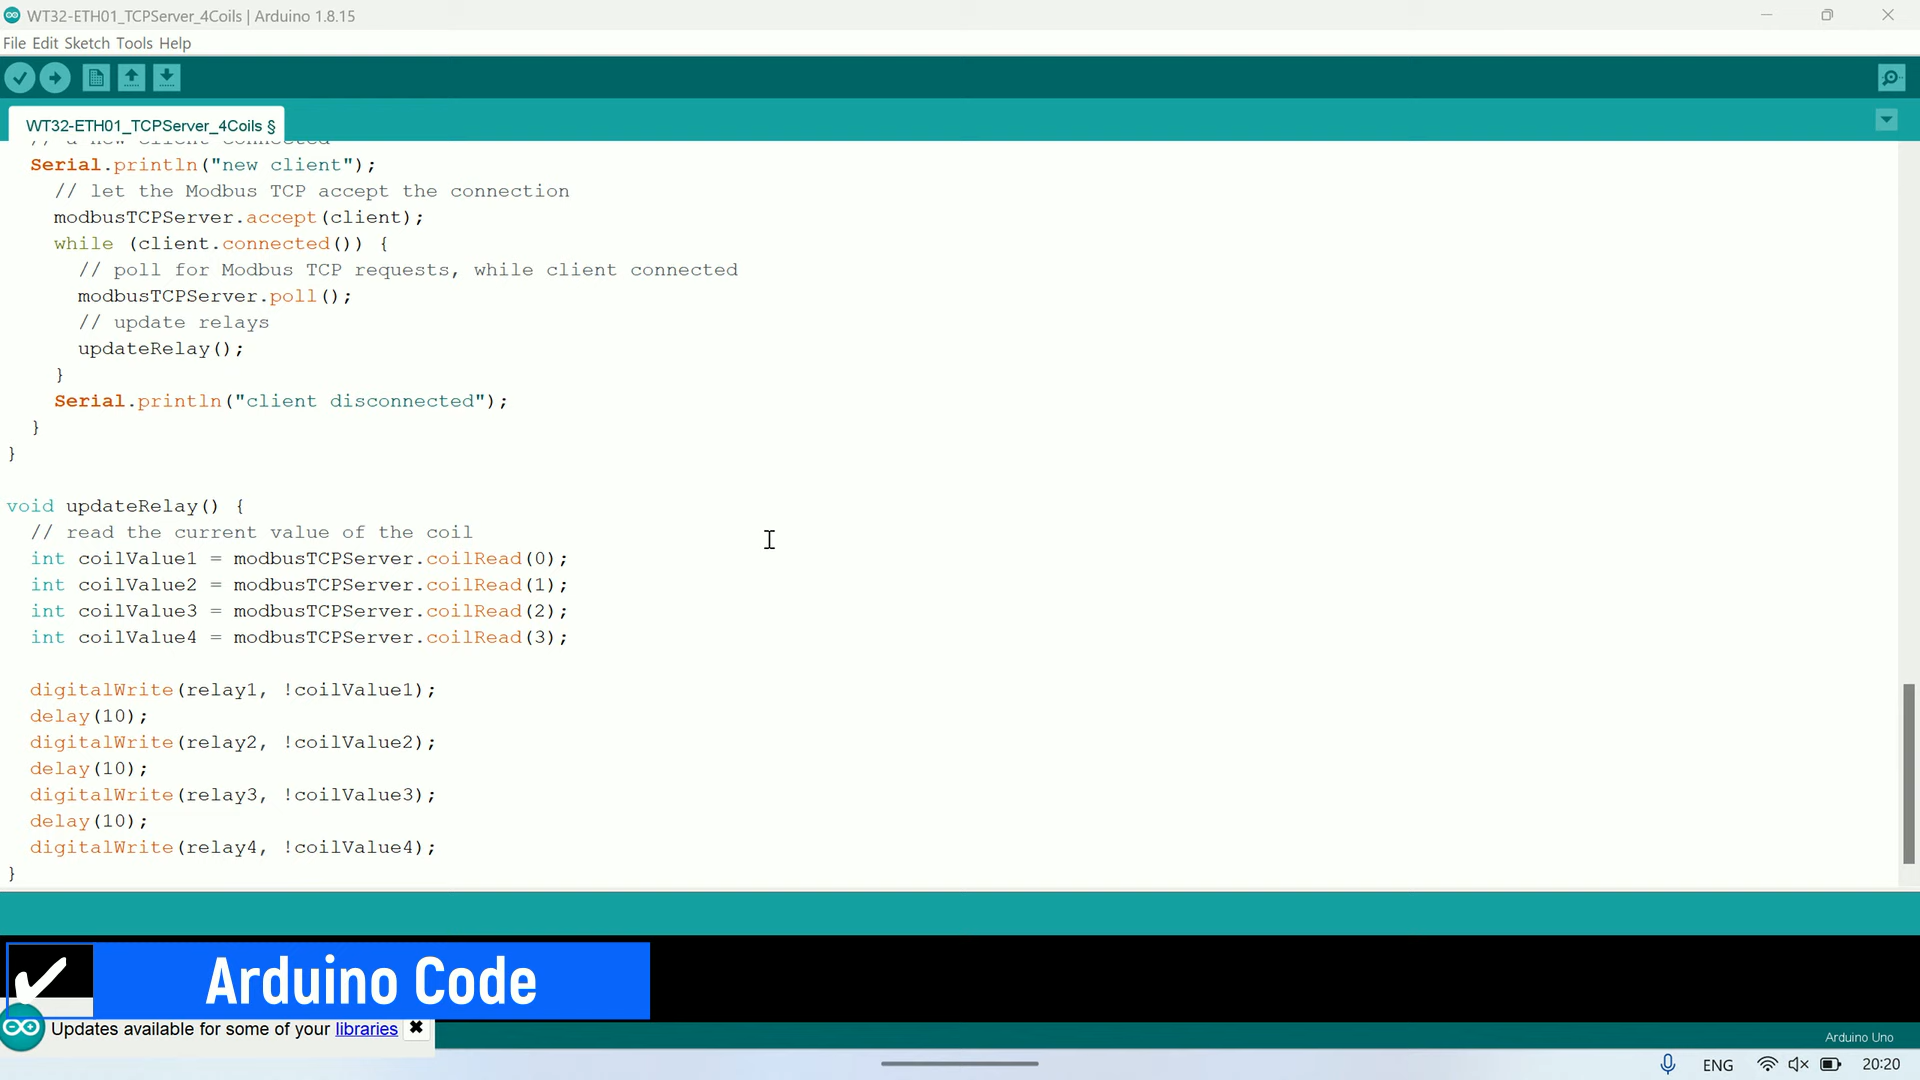 WT32-ETH01_TCPServer_4Coils | Arduino 1.8.15
File Edit Sketch Tools Help
WT32-ETH01_TCPServer_4Coils §
// a new client connected
Serial.println("new client");
// let the Modbus TCP accept the connection
modbusTCPServer.accept(client);
while (client.connected()) {
// poll for Modbus TCP requests, while client connected
modbusTCPServer.poll();
// update relays
updateRelay();
}
Serial.println("client disconnected");
}
}
void updateRelay() {
// read the current value of the coil
int coilValue1 = modbusTCPServer.coilRead(0);
int coilValue2 = modbusTCPServer.coilRead(1);
int coilValue3 = modbusTCPServer.coilRead(2);
int coilValue4 = modbusTCPServer.coilRead(3);
digitalWrite(relay1, !coilValue1);
delay(10);
digitalWrite(relay2, !coilValue2);
delay(10);
digitalWrite(relay3, !coilValue3);
delay(10);
digitalWrite(relay4, !coilValue4);
}
Arduino Code
Updates available for some of your libraries
Arduino Uno
ENG
20:20